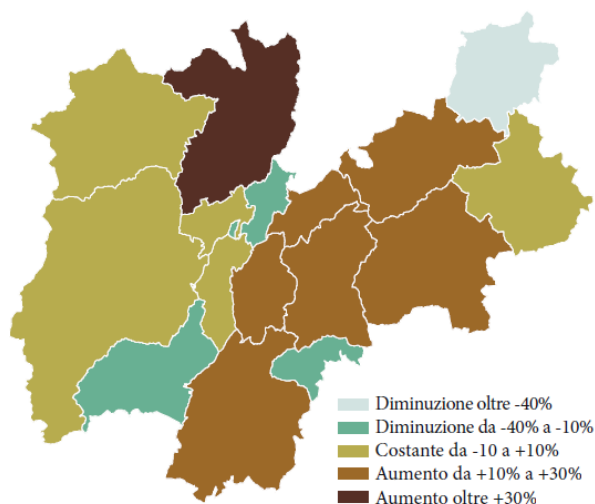 Diminuzione oltre -40%
Diminuzione da -40% a -10%
Costante da -10 a +10%
Aumento da +10% a +30%
Aumento oltre +30%